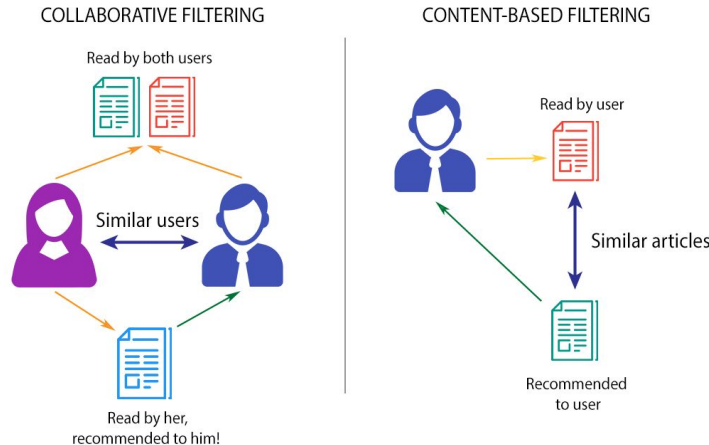 COLLABORATIVE FILTERING
Read by both users
Similar users
Read by her,
recommended to him!
CONTENT-BASED FILTERING
Read by user
Similar articles
Recommended
to user